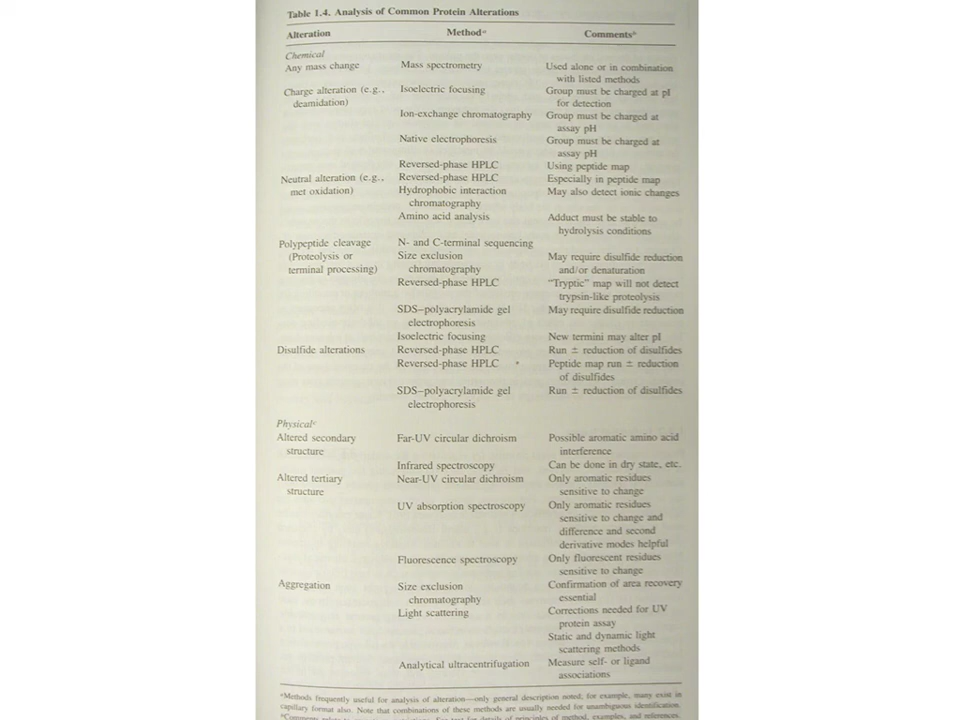 Table 1.4. Analysis of Common Protein Alterations
Alteration Methodᵃ Commentsᵇ
Chemical
Any mass change Mass spectrometry Used alone or in combination
with listed methods
Charge alteration (e.g., Isoelectric focusing Group must be charged at pI
deamidation) for detection
Ion-exchange chromatography Group must be charged at
assay pH
Native electrophoresis Group must be charged at
assay pH
Reversed-phase HPLC Using peptide map
Neutral alteration (e.g., Reversed-phase HPLC Especially in peptide map
met oxidation) Hydrophobic interaction May also detect ionic changes
chromatography
Amino acid analysis Adduct must be stable to
hydrolysis conditions
Polypeptide cleavage N- and C-terminal sequencing
(Proteolysis or Size exclusion May require disulfide reduction
terminal processing) chromatography and/or denaturation
Reversed-phase HPLC "Tryptic" map will not detect
trypsin-like proteolysis
SDS–polyacrylamide gel May require disulfide reduction
electrophoresis
Isoelectric focusing New termini may alter pI
Disulfide alterations Reversed-phase HPLC Run ± reduction of disulfides
Reversed-phase HPLC Peptide map run ± reduction
of disulfides
SDS–polyacrylamide gel Run ± reduction of disulfides
electrophoresis
Physicalᶜ
Altered secondary Far-UV circular dichroism Possible aromatic amino acid
structure interference
Infrared spectroscopy Can be done in dry state, etc.
Altered tertiary Near-UV circular dichroism Only aromatic residues
structure sensitive to change
UV absorption spectroscopy Only aromatic residues
sensitive to change and
difference and second
derivative modes helpful
Fluorescence spectroscopy Only fluorescent residues
sensitive to change
Aggregation Size exclusion Confirmation of area recovery
chromatography essential
Light scattering Corrections needed for UV
protein assay
Static and dynamic light
scattering methods
Analytical ultracentrifugation Measure self- or ligand
associations
ᵃMethods frequently useful for analysis of alteration—only general description noted, for example, many exist in
capillary format also. Note that combinations of these methods are usually needed for unambiguous identification.
for details of principles of method, examples, and references.